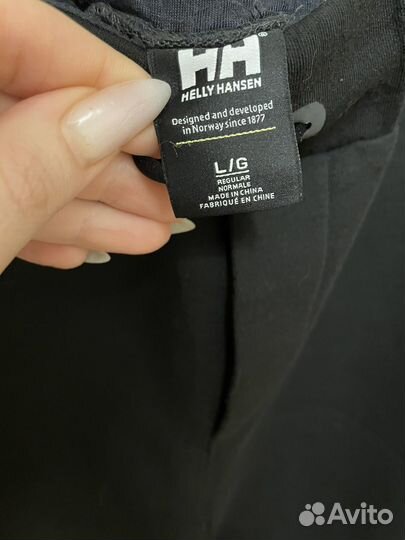 HH®
HELLY HANSEN
Designed and developed
in Norway since 1877
L/G
REGULAR
NORMALE
MADE IN CHINA
FABRIQUÉ EN CHINE
Avito